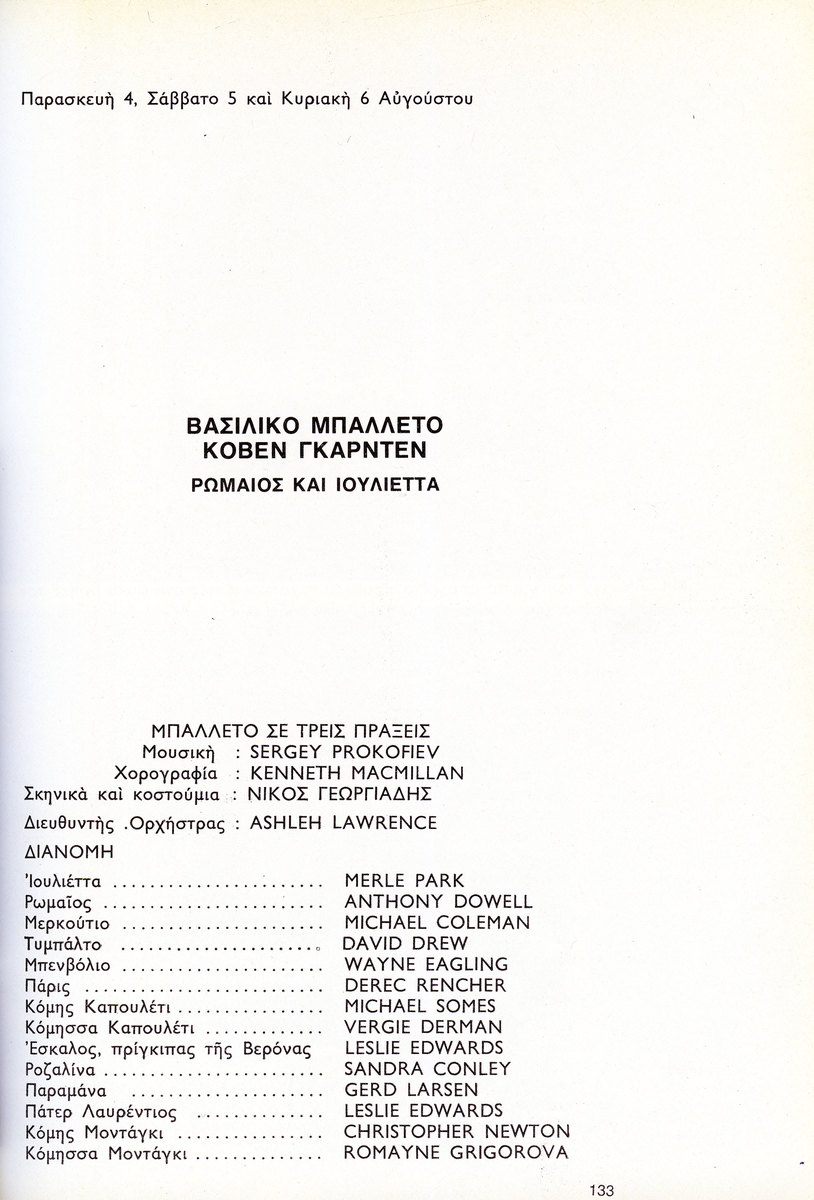 Παρασκευὴ 4, Σάββατο 5 καὶ Κυριακὴ 6 Αὐγούστου
ΒΑΣΙΛΙΚΟ ΜΠΑΛΛΕΤΟ
ΚΟΒΕΝ ΓΚΑΡΝΤΕΝ
ΡΩΜΑΙΟΣ ΚΑΙ ΙΟΥΛΙΕΤΤΑ
ΜΠΑΛΛΕΤΟ ΣΕ ΤΡΕΙΣ ΠΡΑΞΕΙΣ
Μουσικὴ : SERGEY PROKOFIEV
Χορογραφία : KENNETH MACMILLAN
Σκηνικὰ καὶ κοστούμια : ΝΙΚΟΣ ΓΕΩΡΓΙΑΔΗΣ
Διευθυντὴς .Ορχήστρας : ASHLEH LAWRENCE
ΔΙΑΝΟΜΗ
Ἰουλιέττα ....................... MERLE PARK
Ρωμαῖος ........................ ANTHONY DOWELL
Μερκούτιο ...................... MICHAEL COLEMAN
Τυμπάλτο ...................... DAVID DREW
Μπενβόλιο ...................... WAYNE EAGLING
Πάρις .......................... DEREC RENCHER
Κόμης Καπουλέτι ................ MICHAEL SOMES
Κόμησσα Καπουλέτι ............. VERGIE DERMAN
Ἔσκαλος, πρίγκιπας τῆς Βερόνας LESLIE EDWARDS
Ροζαλίνα ........................ SANDRA CONLEY
Παραμάνα ..................... GERD LARSEN
Πάτερ Λαυρέντιος .............. LESLIE EDWARDS
Κόμης Μοντάγκι ................ CHRISTOPHER NEWTON
Κόμησσα Μοντάγκι .............. ROMAYNE GRIGOROVA
133